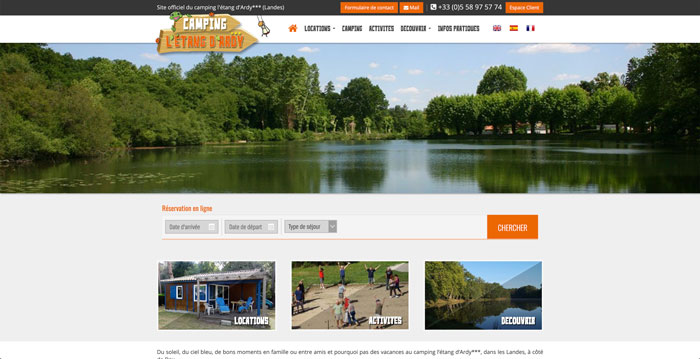 Site officiel du camping l'étang d'Ardy*** (Landes)
Formulaire de contact
Mail
+33 (0)5 58 97 57 74
Espace Client
CAMPING
L'ÉTANG D'ARDY
LOCATIONS
CAMPING
ACTIVITES
DECOUVRIR
INFOS PRATIQUES
Réservation en ligne
Date d'arrivée
Date de départ
Type de séjour
CHERCHER
LOCATIONS
ACTIVITES
DECOUVRIR
Du soleil, du ciel bleu, de bons moments en famille ou entre amis et pourquoi pas des vacances au camping l'étang d'Ardy***, dans les Landes, à côté